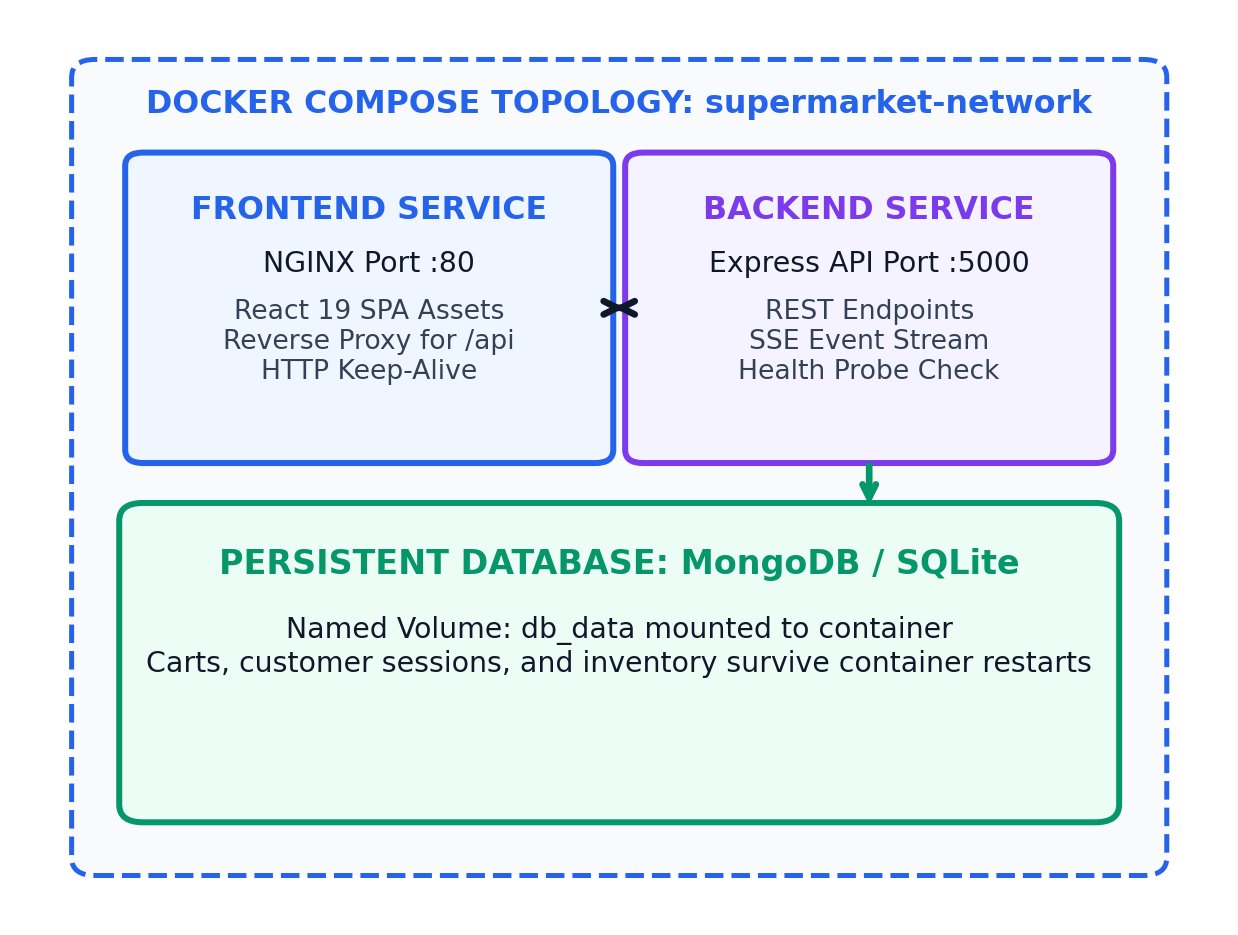 DOCKER COMPOSE TOPOLOGY: supermarket-network
FRONTEND SERVICE
NGINX Port :80
React 19 SPA Assets
Reverse Proxy for /api
HTTP Keep-Alive
BACKEND SERVICE
Express API Port :5000
REST Endpoints
SSE Event Stream
Health Probe Check
PERSISTENT DATABASE: MongoDB / SQLite
Named Volume: db_data mounted to container
Carts, customer sessions, and inventory survive container restarts